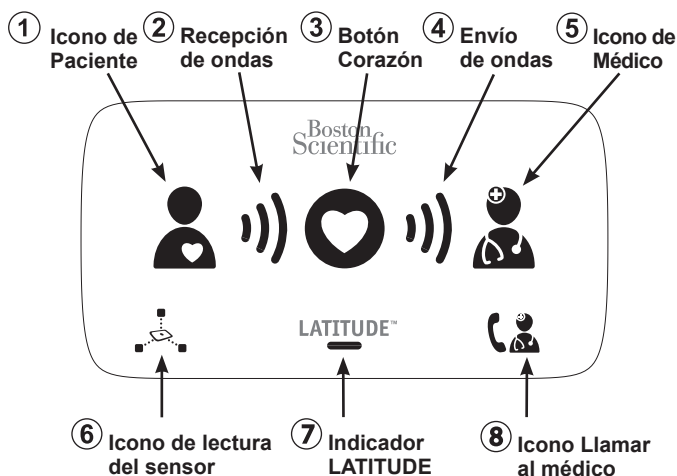 1 Icono de
Paciente
2 Recepción
de ondas
3 Botón
Corazón
4 Envío
de ondas
5 Icono de
Médico
Boston
Scientific
LATITUDE™
6 Icono de lectura
del sensor
7 Indicador
LATITUDE
8 Icono Llamar
al médico